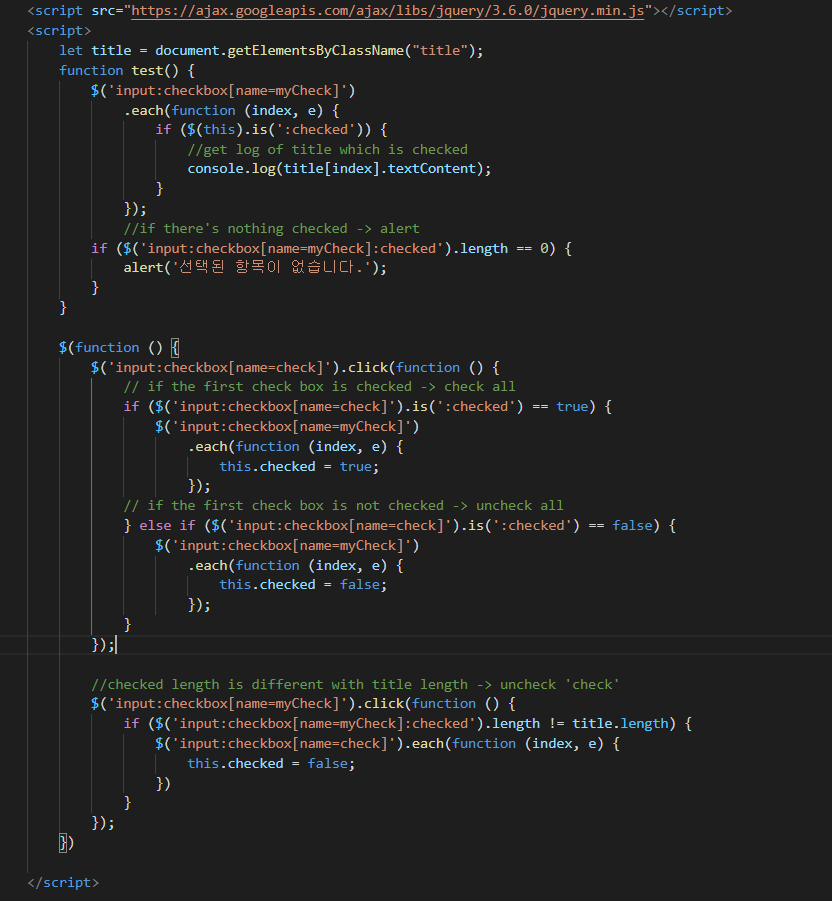 <script src="https://ajax.googleapis.com/ajax/libs/jquery/3.6.0/jquery.min.js"></script>
<script>
    let title = document.getElementsByClassName("title");
    function test() {
        $('input:checkbox[name=myCheck]')
            .each(function (index, e) {
                if ($(this).is(':checked')) {
                    //get log of title which is checked
                    console.log(title[index].textContent);
                }
            });
            //if there's nothing checked -> alert
        if ($('input:checkbox[name=myCheck]:checked').length == 0) {
            alert('선택된 항목이 없습니다.');
        }
    }

    $(function () {
        $('input:checkbox[name=check]').click(function () {
            // if the first check box is checked -> check all
            if ($('input:checkbox[name=check]').is(':checked') == true) {
                $('input:checkbox[name=myCheck]')
                    .each(function (index, e) {
                        this.checked = true;
                    });
            // if the first check box is not checked -> uncheck all
            } else if ($('input:checkbox[name=check]').is(':checked') == false) {
                $('input:checkbox[name=myCheck]')
                    .each(function (index, e) {
                        this.checked = false;
                    });
            }
        });

        //checked length is different with title length -> uncheck 'check'
        $('input:checkbox[name=myCheck]').click(function () {
            if ($('input:checkbox[name=myCheck]:checked').length != title.length) {
                $('input:checkbox[name=check]').each(function (index, e) {
                    this.checked = false;
                })
            }
        });
    })

</script>